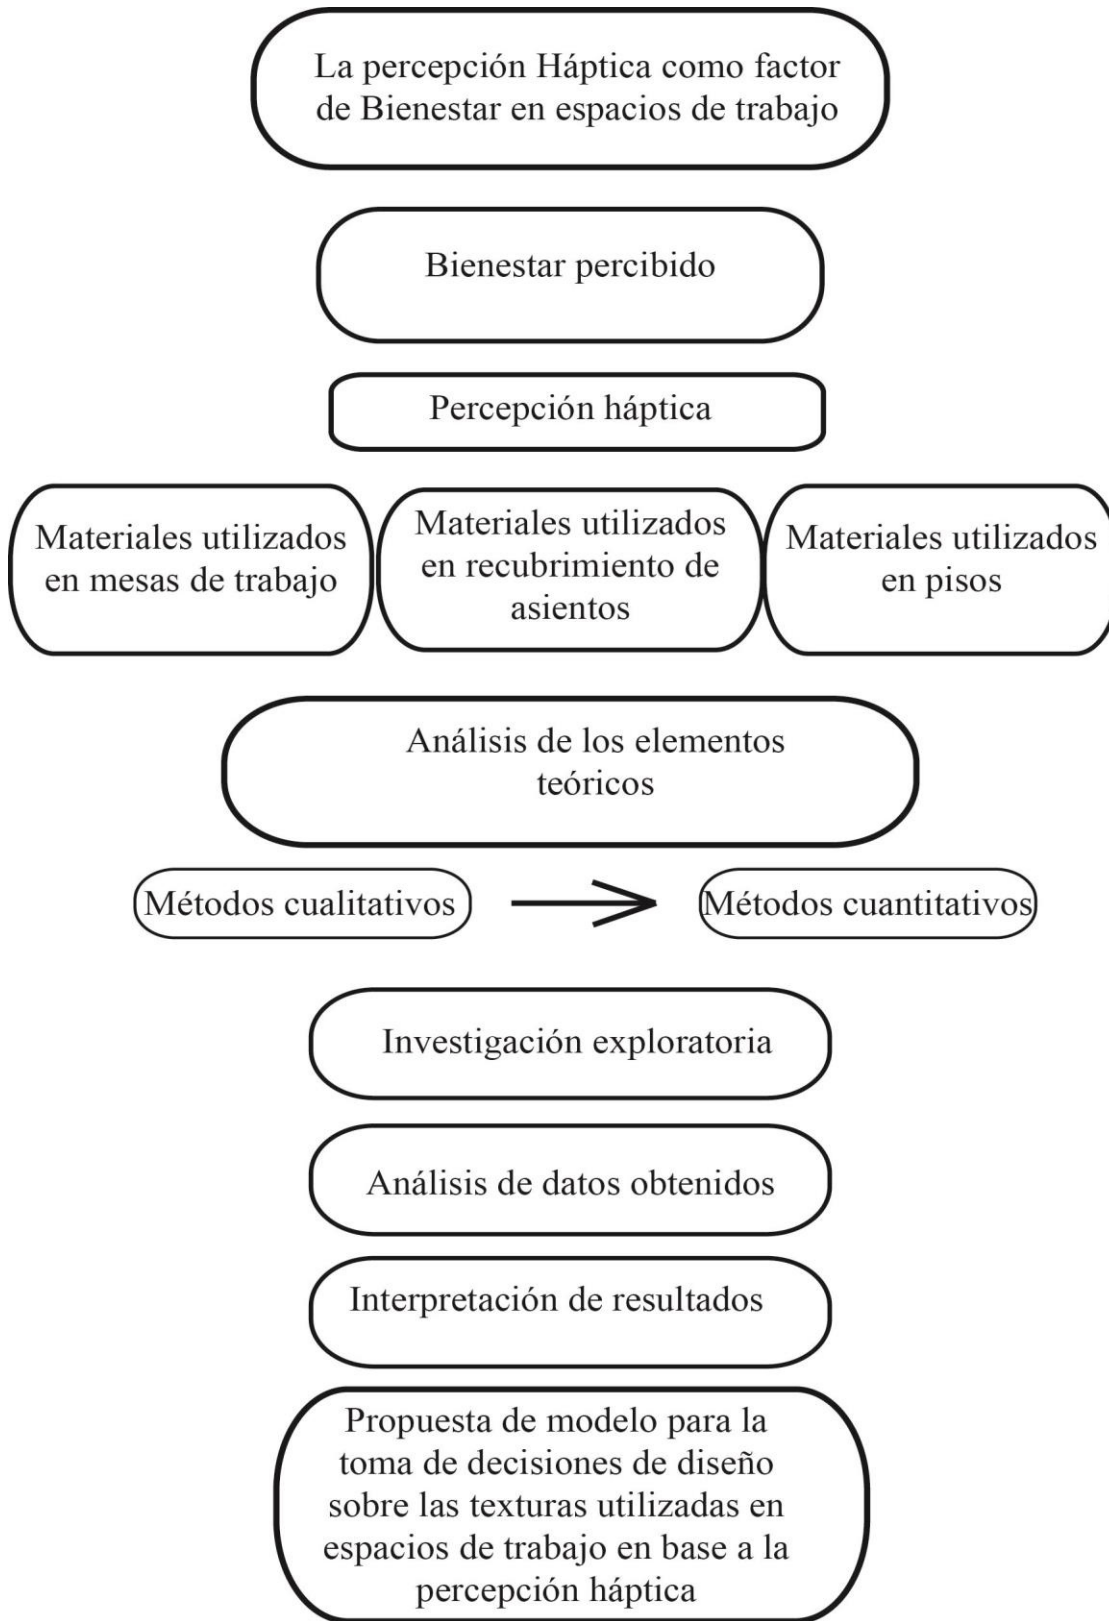 La percepción Háptica como factor
de Bienestar en espacios de trabajo
Bienestar percibido
Percepción háptica
Materiales utilizados
en mesas de trabajo
Materiales utilizados
en recubrimiento de
asientos
Materiales utilizados
en pisos
Análisis de los elementos
teóricos
Métodos cualitativos
Métodos cuantitativos
Investigación exploratoria
Análisis de datos obtenidos
Interpretación de resultados
Propuesta de modelo para la
toma de decisiones de diseño
sobre las texturas utilizadas en
espacios de trabajo en base a la
percepción háptica